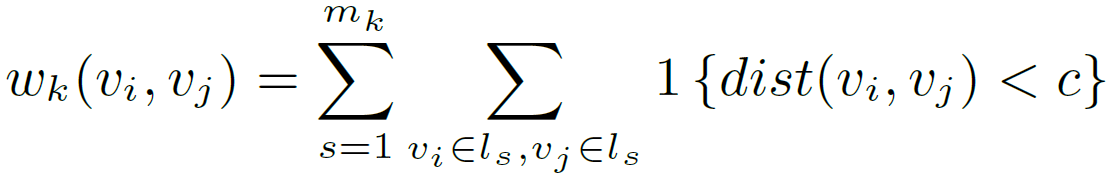 w_k(v_i, v_j) = \sum_{s=1}^{m_k} \sum_{v_i \in l_s, v_j \in l_s} 1 \{dist(v_i, v_j) < c\}